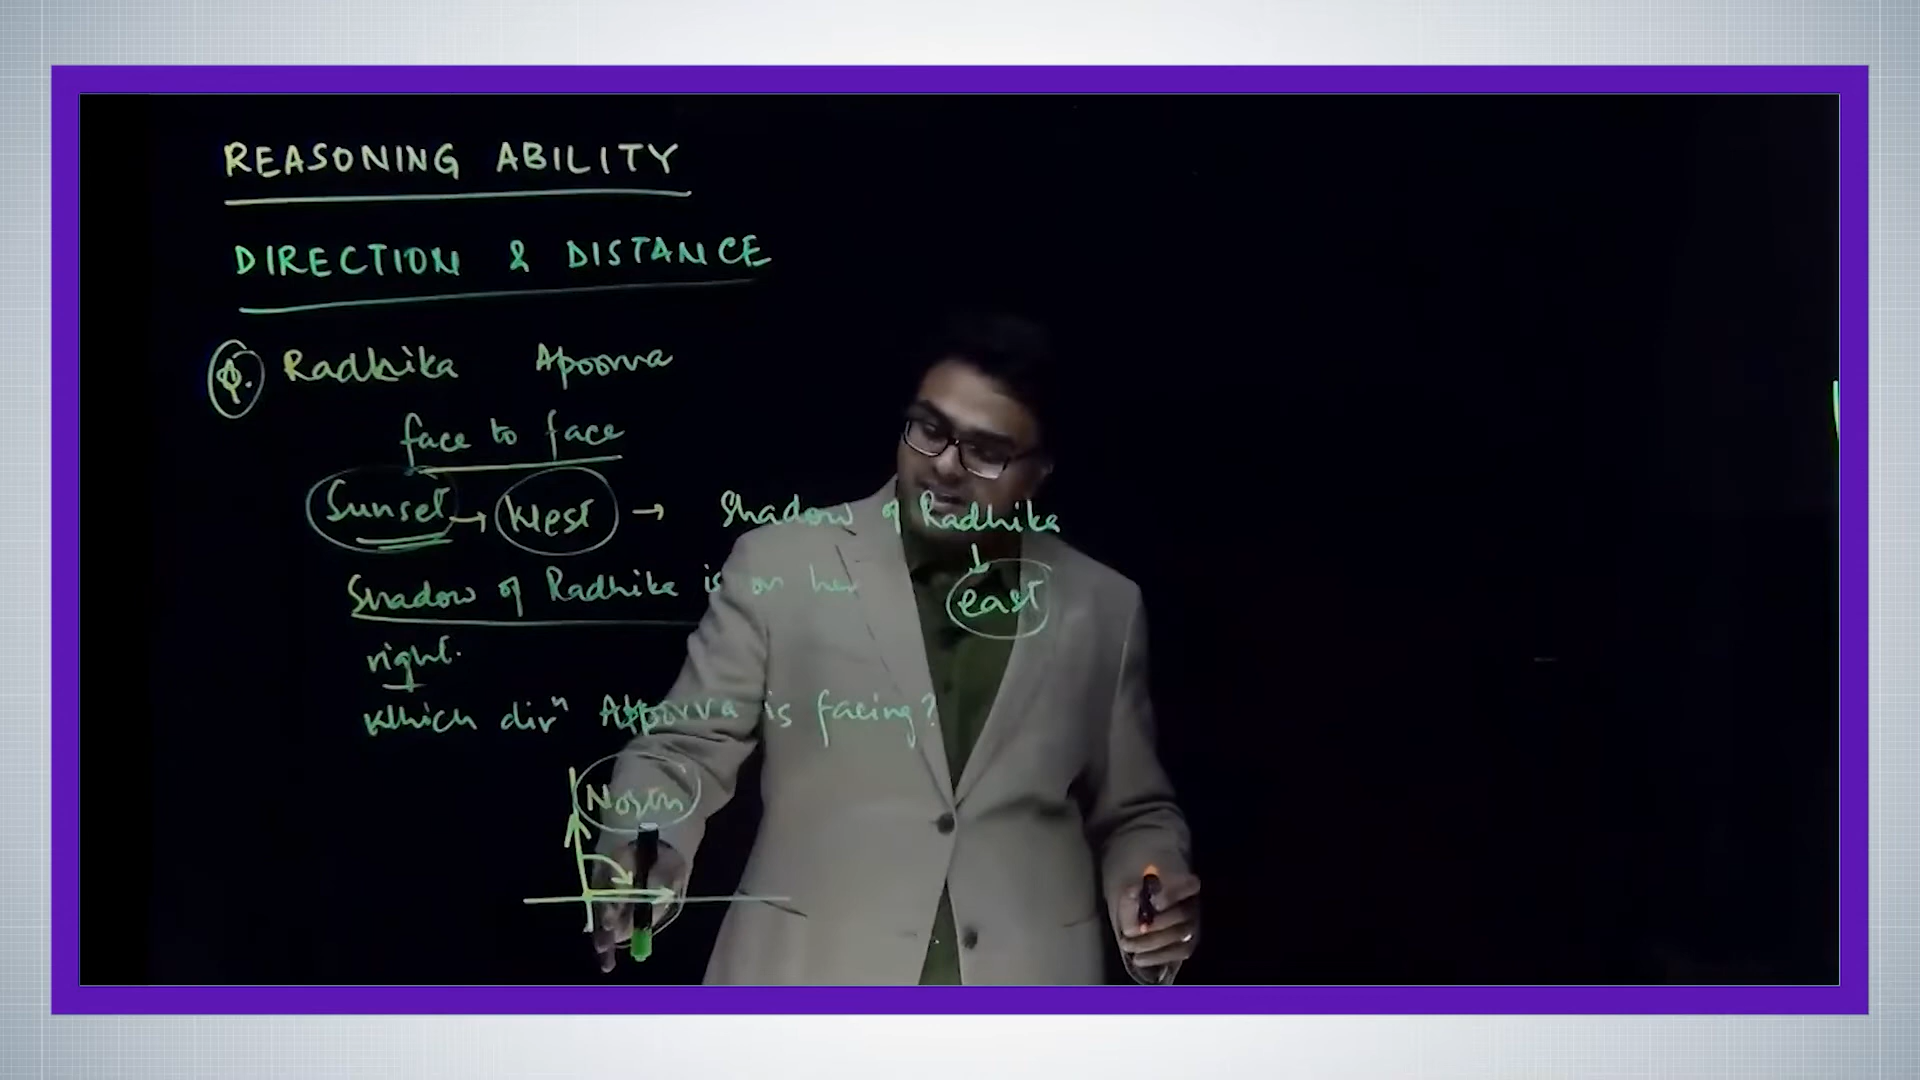 REASONING ABILITY
DIRECTION & DISTANCE
Q. Radhika Apoorva
face to face
Sunset → West → Shadow of Radhika
↓
east
Shadow of Radhika is on her
right.
Which dirⁿ Apoorva is facing?
North